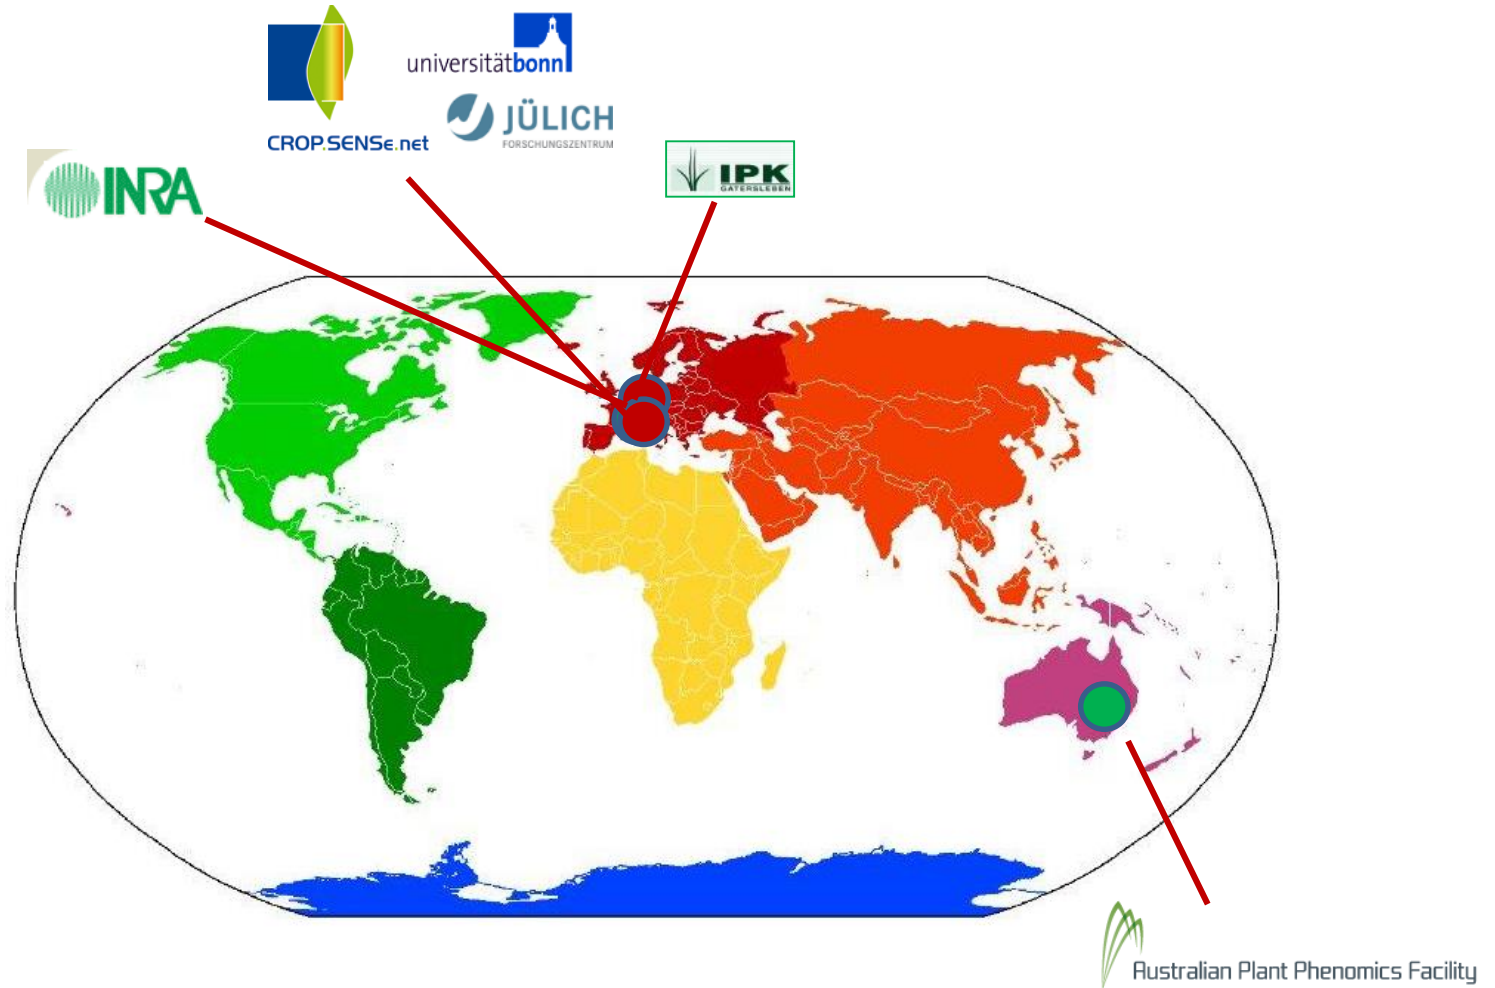 universitätbonn
JÜLICH
FORSCHUNGSZENTRUM
CROP.SENSe.net
INRA
IPK
GATERSLEBEN
Australian Plant Phenomics Facility